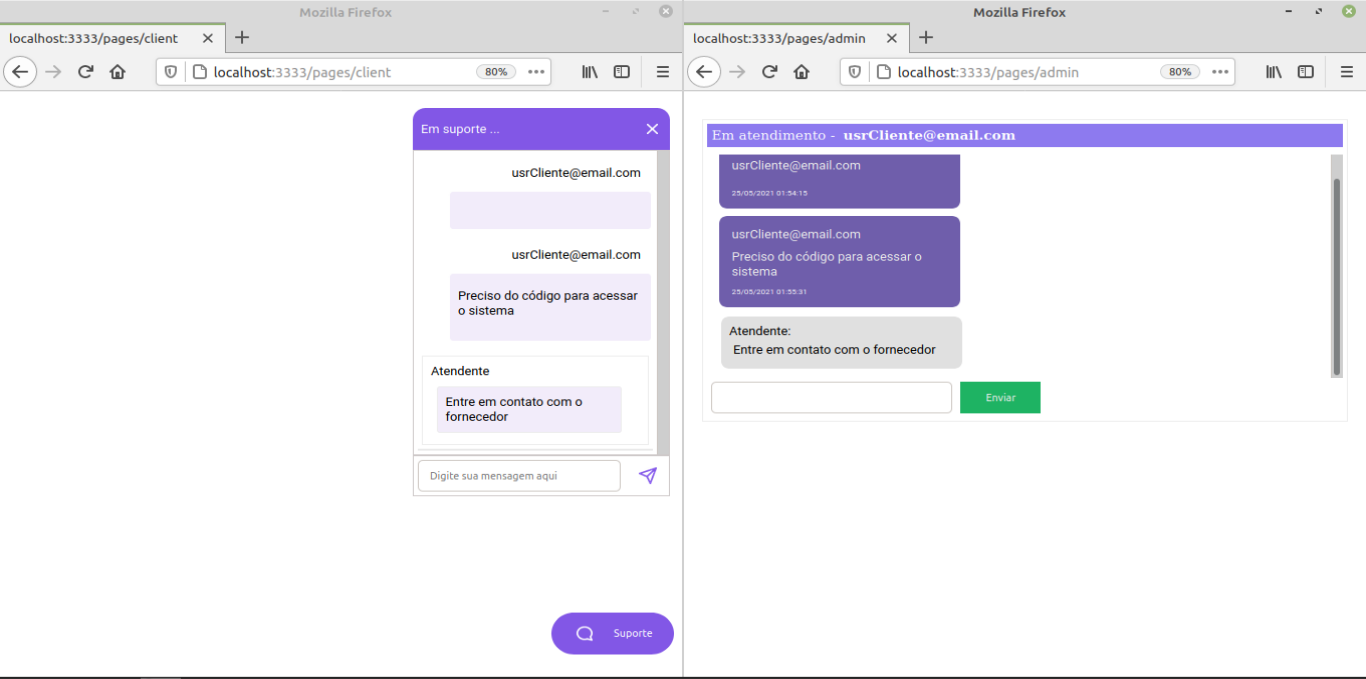 Mozilla Firefox
localhost:3333/pages/client
localhost:3333/pages/client
80%
Em suporte ...
usrCliente@email.com
usrCliente@email.com
Preciso do código para acessar
o sistema
Atendente
Entre em contato com o
fornecedor
Digite sua mensagem aqui
Suporte
Mozilla Firefox
localhost:3333/pages/admin
localhost:3333/pages/admin
80%
Em atendimento - usrCliente@email.com
usrCliente@email.com
25/05/2021 01:54:15
usrCliente@email.com
Preciso do código para acessar o
sistema
25/05/2021 01:55:31
Atendente:
Entre em contato com o fornecedor
Enviar